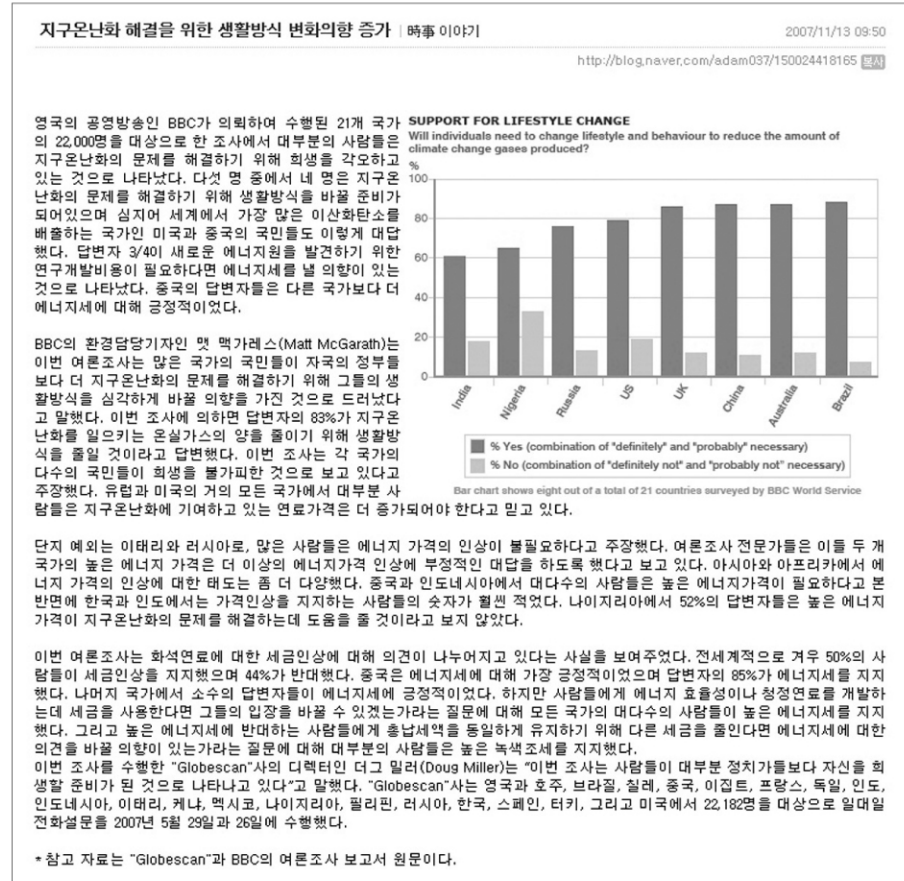 지구온난화 해결을 위한 생활방식 변화의향 증가 | 時事 이야기
2007/11/13 09:50
http://blog.naver.com/adam037/150024418165 복사
영국의 공영방송인 BBC가 의뢰하여 수행된 21개 국가
의 22,000명을 대상으로 한 조사에서 대부분의 사람들은
지구온난화의 문제를 해결하기 위해 희생을 각오하고
있는 것으로 나타났다. 다섯 명 중에서 네 명은 지구온
난화의 문제를 해결하기 위해 생활방식을 바꿀 준비가
되어있으며 심지어 세계에서 가장 많은 이산화탄소를
배출하는 국가인 미국과 중국의 국민들도 이렇게 대답
했다. 답변자 3/4이 새로운 에너지원을 발견하기 위한
연구개발비용이 필요하다면 에너지세를 낼 의향이 있는
것으로 나타났다. 중국의 답변자들은 다른 국가보다 더
에너지세에 대해 긍정적이었다.
BBC의 환경담당기자인 맷 맥가레스(Matt McGarath)는
이번 여론조사는 많은 국가의 국민들이 자국의 정부들
보다 더 지구온난화의 문제를 해결하기 위해 그들의 생
활방식을 심각하게 바꿀 의향을 가진 것으로 드러났다
고 말했다. 이번 조사에 의하면 답변자의 83%가 지구온
난화를 일으키는 온실가스의 양을 줄이기 위해 생활방
식을 줄일 것이라고 답변했다. 이번 조사는 각 국가의
다수의 국민들이 희생을 불가피한 것으로 보고 있다고
주장했다. 유럽과 미국의 거의 모든 국가에서 대부분 사
람들은 지구온난화에 기여하고 있는 연료가격은 더 증가되어야 한다고 믿고 있다.
SUPPORT FOR LIFESTYLE CHANGE
Will individuals need to change lifestyle and behaviour to reduce the amount of
climate change gases produced?
%
100
80
60
40
20
0
India
Nigeria
Russia
US
UK
China
Australia
Brazil
% Yes (combination of "definitely" and "probably" necessary)
% No (combination of "definitely not" and "probably not" necessary)
Bar chart shows eight out of a total of 21 countries surveyed by BBC World Service
단지 예외는 이태리와 러시아로, 많은 사람들은 에너지 가격의 인상이 불필요하다고 주장했다. 여론조사 전문가들은 이들 두 개
국가의 높은 에너지 가격은 더 이상의 에너지가격 인상에 부정적인 대답을 하도록 했다고 보고 있다. 아시아와 아프리카에서 에
너지 가격의 인상에 대한 태도는 좀 더 다양했다. 중국과 인도네시아에서 대다수의 사람들은 높은 에너지가격이 필요하다고 본
반면에 한국과 인도에서는 가격인상을 지지하는 사람들의 숫자가 훨씬 적었다. 나이지리아에서 52%의 답변자들은 높은 에너지
가격이 지구온난화의 문제를 해결하는데 도움을 줄 것이라고 보지 않았다.
이번 여론조사는 화석연료에 대한 세금인상에 대해 의견이 나누어지고 있다는 사실을 보여주었다. 전세계적으로 겨우 50%의 사
람들이 세금인상을 지지했으며 44%가 반대했다. 중국은 에너지세에 대해 가장 긍정적이었으며 답변자의 85%가 에너지세를 지지
했다. 나머지 국가에서 소수의 답변자들이 에너지세에 긍정적이었다. 하지만 사람들에게 에너지 효율성이나 청정연료를 개발하
는데 세금을 사용한다면 그들의 입장을 바꿀 수 있겠는가라는 질문에 대해 모든 국가의 대다수의 사람들이 높은 에너지세를 지지
했다. 그리고 높은 에너지세에 반대하는 사람들에게 총납세액을 동일하게 유지하기 위해 다른 세금을 줄인다면 에너지세에 대한
의견을 바꿀 의향이 있는가라는 질문에 대해 대부분의 사람들은 높은 녹색조세를 지지했다.
이번 조사를 수행한 "Globescan"사의 디렉터인 더그 밀러(Doug Miller)는 "이번 조사는 사람들이 대부분 정치가들보다 자신을 희
생할 준비가 된 것으로 나타나고 있다"고 말했다. "Globescan"사는 영국과 호주, 브라질, 칠레, 중국, 이집트, 프랑스, 독일, 인도,
인도네시아, 이태리, 케냐, 멕시코, 나이지리아, 필리핀, 러시아, 한국, 스페인, 터키, 그리고 미국에서 22,182명을 대상으로 일대일
전화설문을 2007년 5월 29일과 26일에 수행했다.
* 참고 자료는 "Globescan"과 BBC의 여론조사 보고서 원문이다.